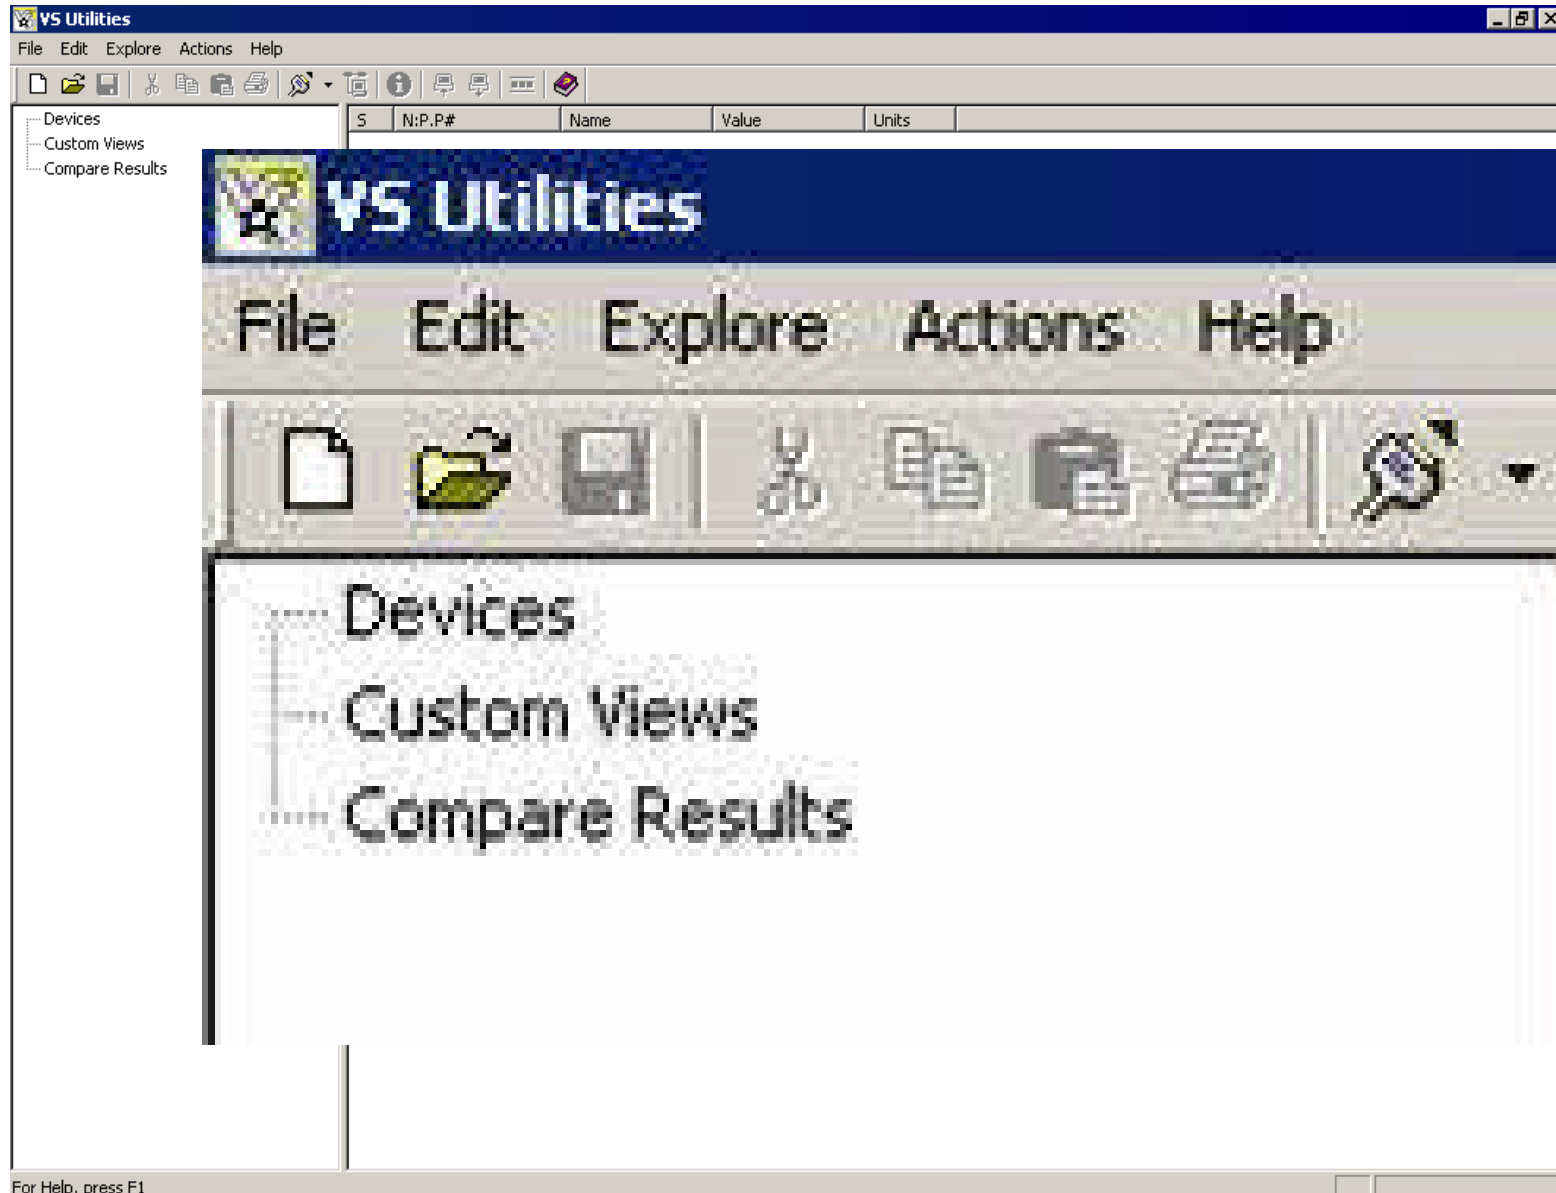 VS Utilities
File Edit Explore Actions Help
Devices
Custom Views
Compare Results
S N:P.P# Name Value Units
VS Utilities
File Edit Explore Actions Help
Devices
Custom Views
Compare Results
For Help, press F1